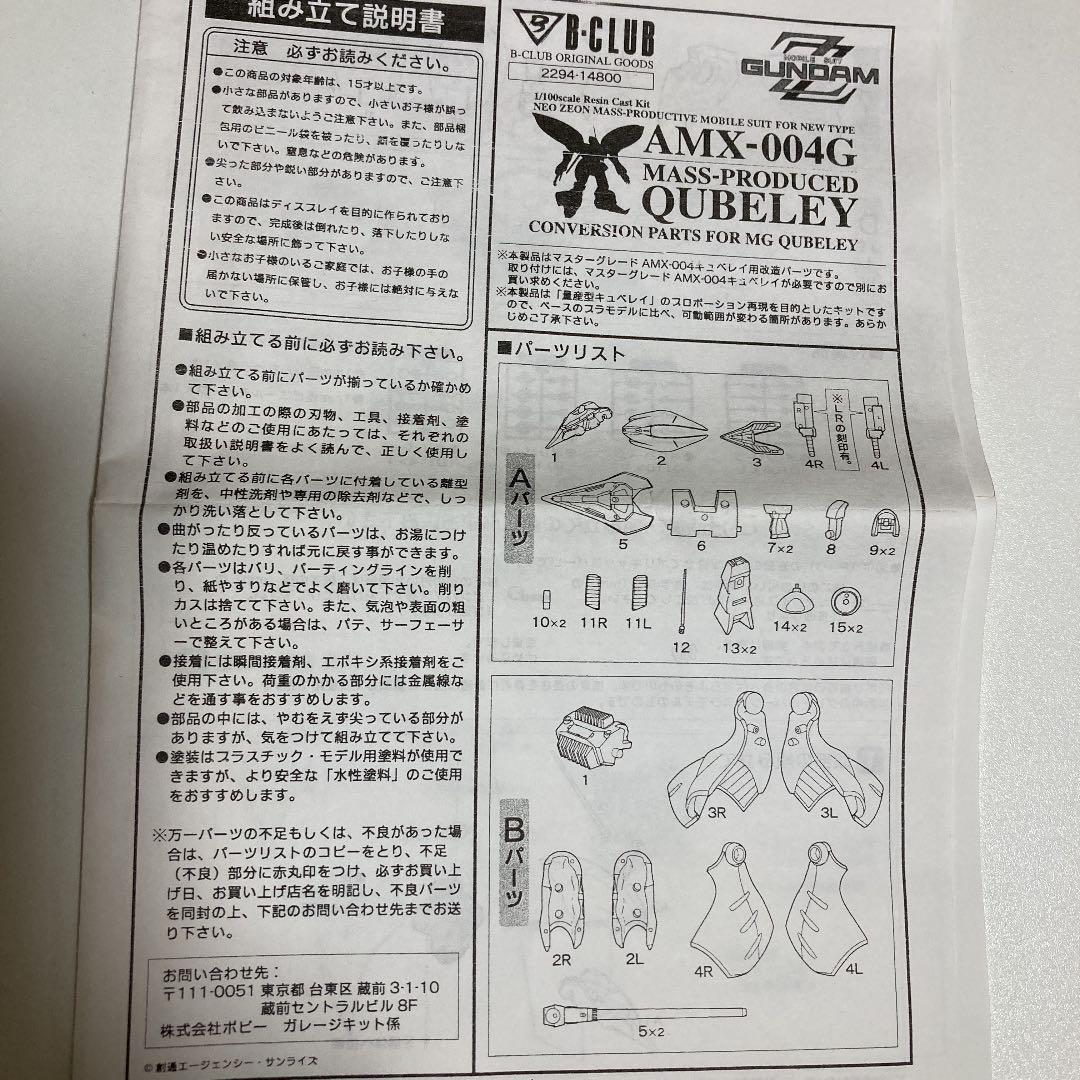 組み立て説明書
注意 必ずお読みください。
●この商品の対象年齢は、15才以上です。
●小さな部品がありますので、小さいお子様が誤っ
て飲み込まないようご注意下さい。また、部品梱
包用のビニール袋を被ったり、顔を覆ったりしな
いで下さい。窒息などの危険があります。
●尖った部分や鋭い部分がありますので、ご注意下
さい。
●この商品はディスプレイを目的に作られており
ますので、完成後は倒れたり、落下したりしな
い安全な場所に飾って下さい。
●小さなお子様のいるご家庭では、お子様の手の
届かない場所に保管し、お子様には絶対に与えな
いで下さい。
■組み立てる前に必ずお読み下さい。
●組み立てる前にパーツが揃っているか確かめ
て下さい。
●部品の加工の際の刃物、工具、接着剤、塗
料などのご使用にあたっては、それぞれの
取扱い説明書をよく読んで、正しく使用し
て下さい。
●組み立てる前に各パーツに付着している離型
剤を、中性洗剤や専用の除去剤などで、しっ
かり洗い落として下さい。
●曲がったり反っているパーツは、お湯につけ
たり温めたりすれば元に戻す事ができます。
●各パーツはバリ、パーティングラインを削
り、紙やすりなどでよく磨いて下さい。削り
カスは捨てて下さい。また、気泡や表面の粗
いところがある場合は、パテ、サーフェーサ
ーで整えて下さい。
●接着には瞬間接着剤、エポキシ系接着剤をご
使用下さい。荷重のかかる部分には金属線な
どを通す事をおすすめします。
●部品の中には、やむをえず尖っている部分が
ありますが、気をつけて組み立てて下さい。
●塗装はプラスチック・モデル用塗料が使用で
きますが、より安全な「水性塗料」のご使用
をおすすめします。
※万一パーツの不足もしくは、不良があった場
合は、パーツリストのコピーをとり、不足
（不良）部分に赤丸印をつけ、必ずお買い上
げ日、お買い上げ店名を明記し、不良パーツ
を同封の上、下記のお問い合わせ先までお送
り下さい。
お問い合わせ先：
〒111-0051 東京都 台東区 蔵前 3-1-10
蔵前セントラルビル 8F
株式会社ポピー ガレージキット係
© 創通エージェンシー・サンライズ
B-CLUB
B-CLUB ORIGINAL GOODS
2294-14800
MOBILE SUIT
GUNDAM
1/100scale Resin Cast Kit
NEO ZEON MASS-PRODUCTIVE MOBILE SUIT FOR NEW TYPE
AMX-004G
MASS-PRODUCED
QUBELEY
CONVERSION PARTS FOR MG QUBELEY
※本製品はマスターグレード AMX-004キュベレイ用改造パーツです。
取り付けには、マスターグレード AMX-004キュベレイが必要ですので別にお
買い求めください。
※本製品は「量産型キュベレイ」のプロポーション再現を目的としたキットです
ので、ベースのプラモデルに比べ、可動範囲が変わる箇所があります。あらか
じめご了承下さい。
■パーツリスト
Aパーツ
1
2
3
4R
※LRの刻印有。
4L
5
6
7×2
8
9×2
10×2
11R
11L
12
13×2
14×2
15×2
Bパーツ
1
3R
3L
2R
2L
4R
4L
5×2